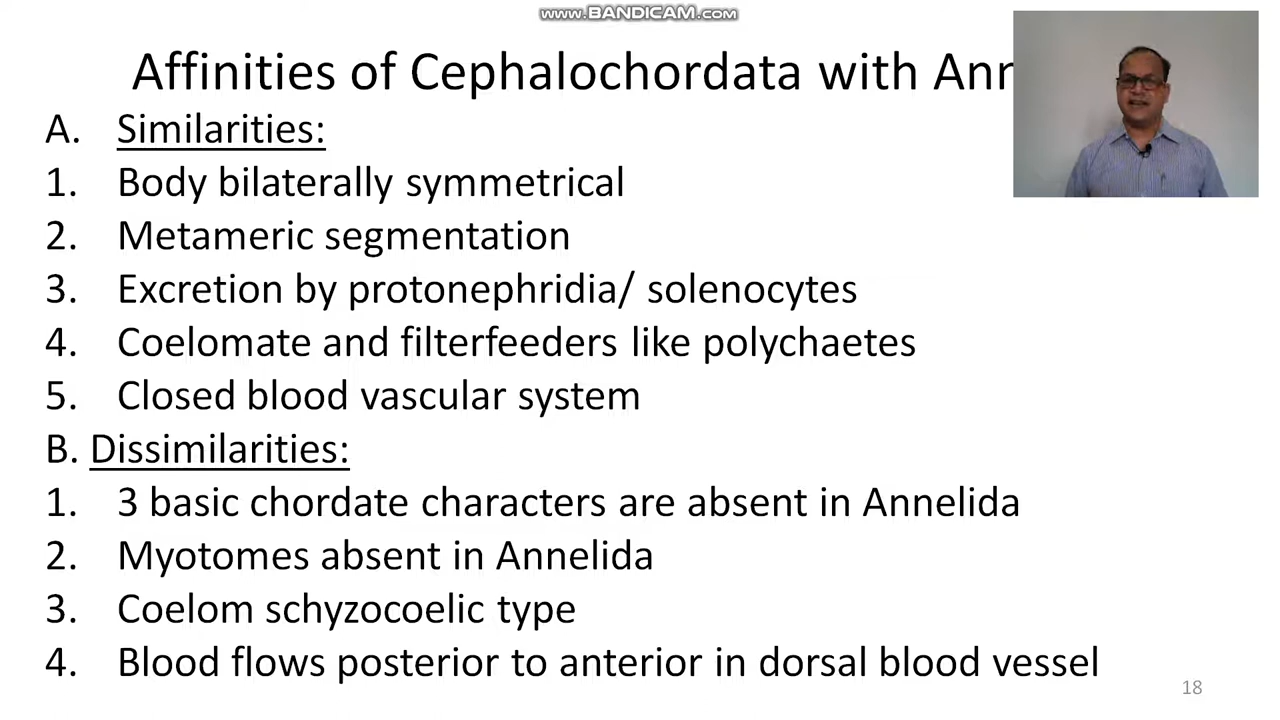 www.BANDICAM.com
Affinities of Cephalochordata with
A. Similarities:
1. Body bilaterally symmetrical
2. Metameric segmentation
3. Excretion by protonephridia/ solenocytes
4. Coelomate and filterfeeders like polychaetes
5. Closed blood vascular system
B. Dissimilarities:
1. 3 basic chordate characters are absent in Annelida
2. Myotomes absent in Annelida
3. Coelom schyzocoelic type
4. Blood flows posterior to anterior in dorsal blood vessel
18